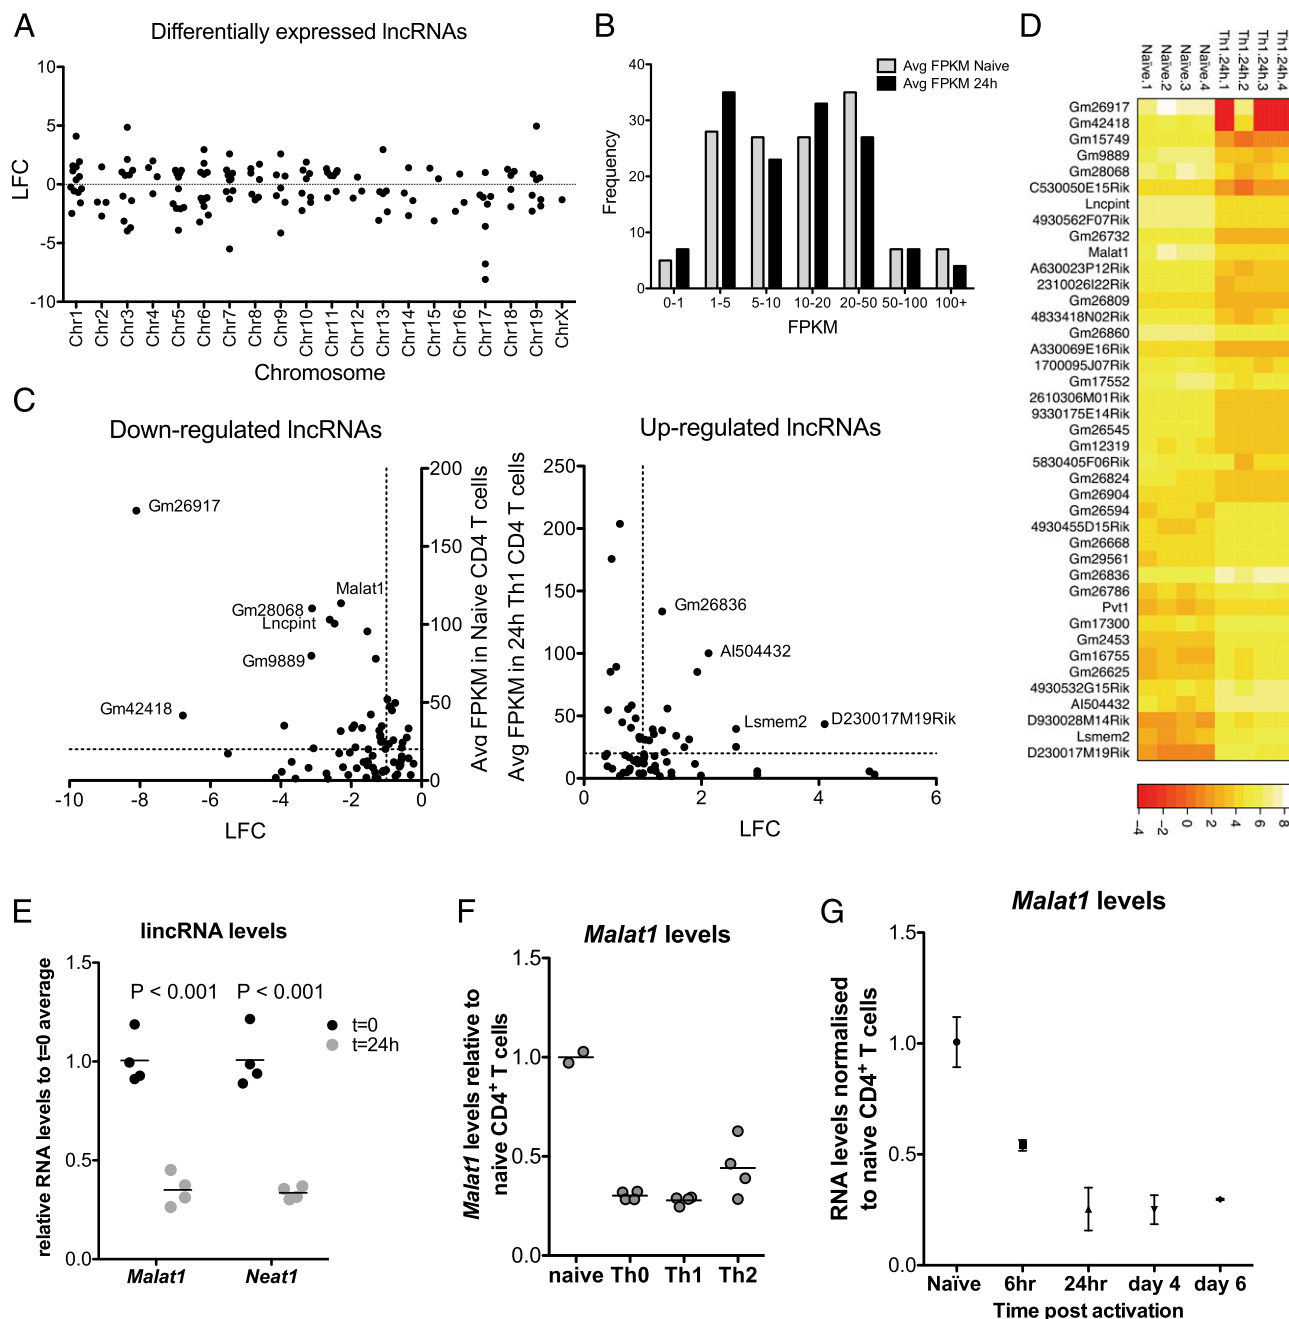 A
Differentially expressed lncRNAs
10
5
0
-5
-10
LFC
Chr1
Chr2
Chr3
Chr4
Chr5
Chr6
Chr7
Chr8
Chr9
Chr10
Chr11
Chr12
Chr13
Chr14
Chr15
Chr16
Chr17
Chr18
Chr19
ChrX
Chromosome
B
40
30
20
10
0
Frequency
Avg FPKM Naive
Avg FPKM 24h
0-1
1-5
5-10
10-20
20-50
50-100
100+
FPKM
C
Down-regulated lncRNAs
Gm26917
Malat1
Gm28068
Lncpint
Gm9889
Gm42418
200
150
100
50
0
Avg FPKM in Naive CD4 T cells
-10
-8
-6
-4
-2
0
LFC
Up-regulated lncRNAs
Avg FPKM in 24h Th1 CD4 T cells
250
200
150
100
50
0
Gm26836
AI504432
Lsmem2
D230017M19Rik
0
2
4
6
LFC
D
Naïve.1
Naïve.2
Naïve.3
Naïve.4
Th1.24h.1
Th1.24h.2
Th1.24h.3
Th1.24h.4
Gm26917
Gm42418
Gm15749
Gm9889
Gm28068
C530050E15Rik
Lncpint
4930562F07Rik
Gm26732
Malat1
A630023P12Rik
2310026I22Rik
Gm26809
4833418N02Rik
Gm26860
A330069E16Rik
1700095J07Rik
Gm17552
2610306M01Rik
9330175E14Rik
Gm26545
Gm12319
5830405F06Rik
Gm26824
Gm26904
Gm26594
4930455D15Rik
Gm26668
Gm29561
Gm26836
Gm26786
Pvt1
Gm17300
Gm2453
Gm16755
Gm26625
4930532G15Rik
AI504432
D930028M14Rik
Lsmem2
D230017M19Rik
-4
-2
0
2
4
6
8
E
lincRNA levels
relative RNA levels to t=0 average
1.5
1.0
0.5
0.0
P < 0.001
P < 0.001
t=0
t=24h
Malat1
Neat1
F
Malat1 levels
Malat1 levels relative to
naive CD4⁺ T cells
1.5
1.0
0.5
0.0
naive
Th0
Th1
Th2
G
Malat1 levels
RNA levels normalised
to naive CD4⁺ T cells
1.5
1.0
0.5
0.0
Naïve
6hr
24hr
day 4
day 6
Time post activation